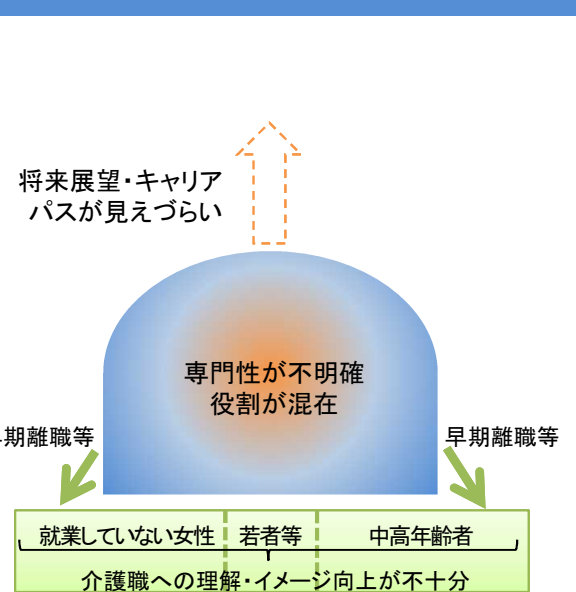 将来展望・キャリア
パスが見えづらい
専門性が不明確
役割が混在
期離職等
早期離職等
就業していない女性
若者等
中高年齢者
介護職への理解・イメージ向上が不十分